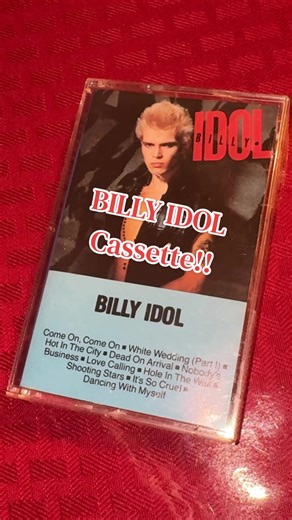 IDOL
BILLY
BILLY IDOL
Cassette!!
BILLY IDOL
Come On, Come On ▪ White Wedding (Part I) ▪
Hot In The City ▪ Dead On Arrival ▪ Nobody's
Business ▪ Love Calling ▪ Hole In The Wall ▪
Shooting Stars ▪ It's So Cruel ▪
Dancing With Myself